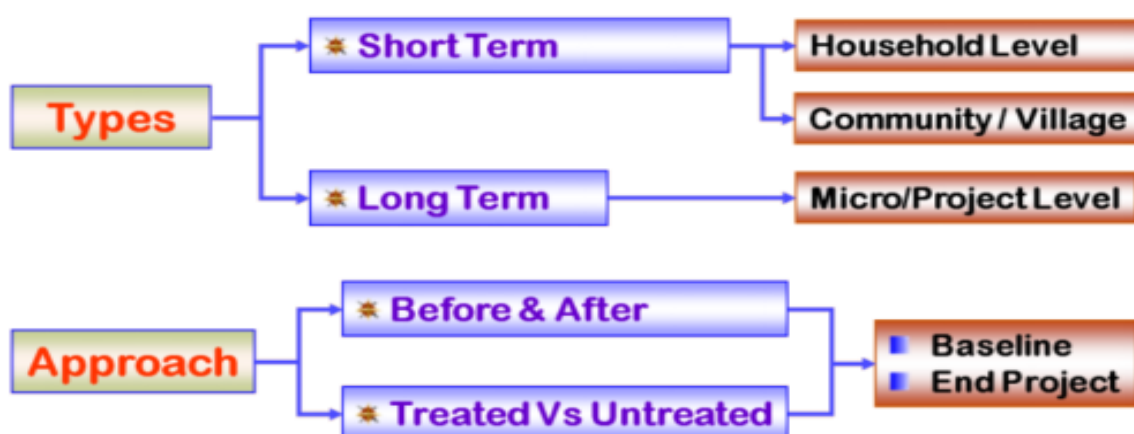 Types
Short Term
Household Level
Community / Village
Long Term
Micro/Project Level
Approach
Before & After
Treated Vs Untreated
Baseline
End Project